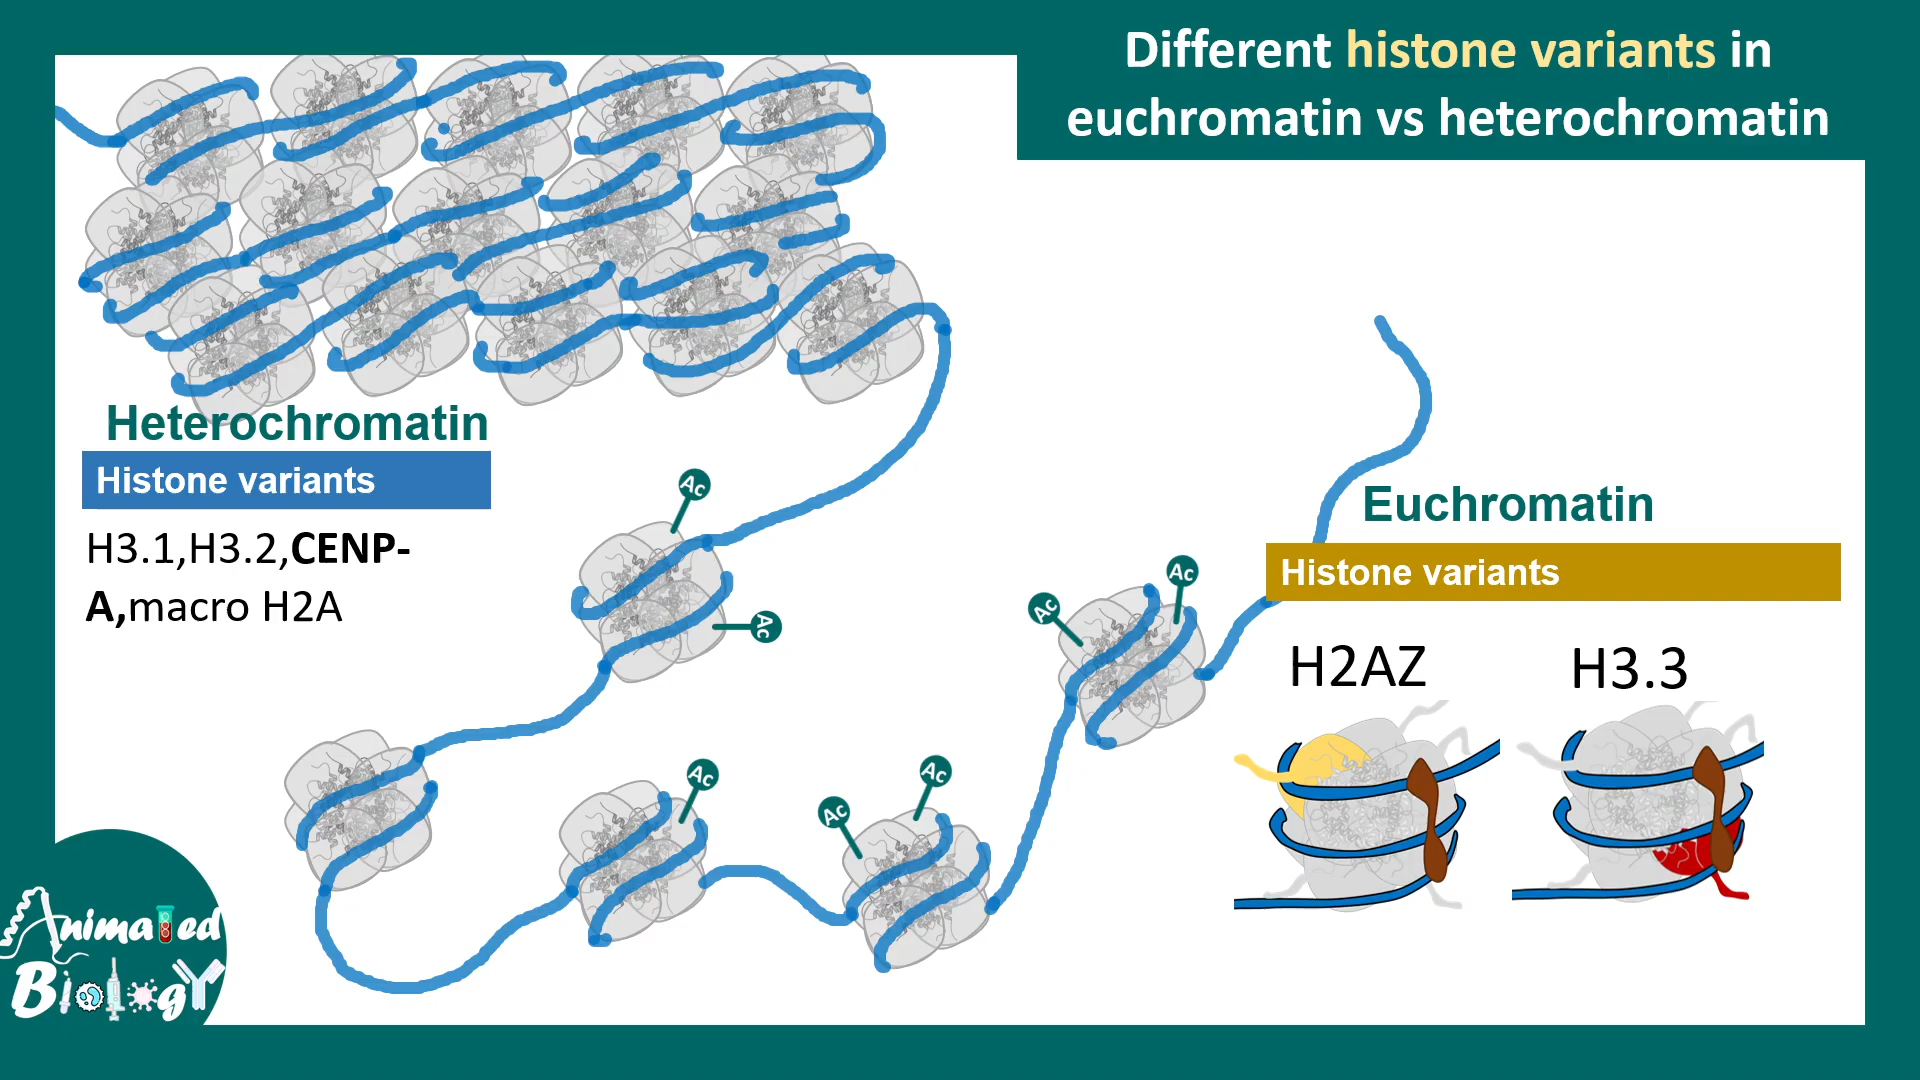 Different histone variants in
euchromatin vs heterochromatin
Heterochromatin
Histone variants
H3.1,H3.2,CENP-
A,macro H2A
Ac
Ac
Ac
Ac
Ac
Ac
Ac
Euchromatin
Histone variants
H2AZ
H3.3
Animated
Biology